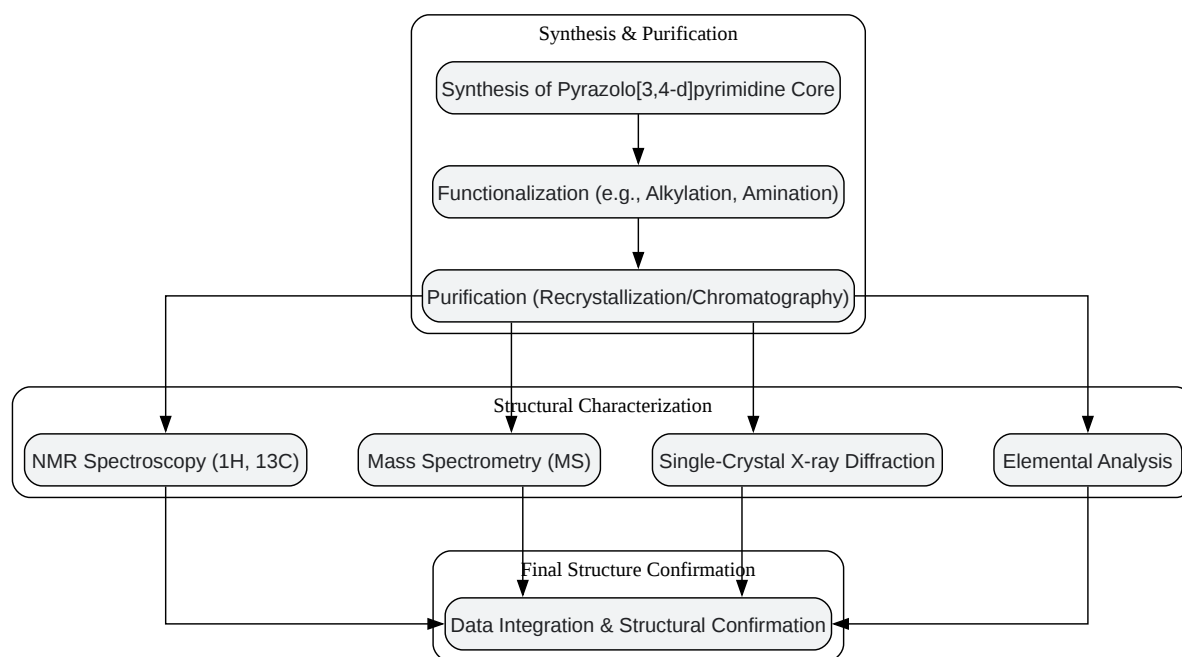 Synthesis & Purification
Synthesis of Pyrazolo[3,4-d]pyrimidine Core
Functionalization (e.g., Alkylation, Amination)
Purification (Recrystallization/Chromatography)
Structural Characterization
NMR Spectroscopy (1H, 13C)
Mass Spectrometry (MS)
Single-Crystal X-ray Diffraction
Elemental Analysis
Final Structure Confirmation
Data Integration & Structural Confirmation